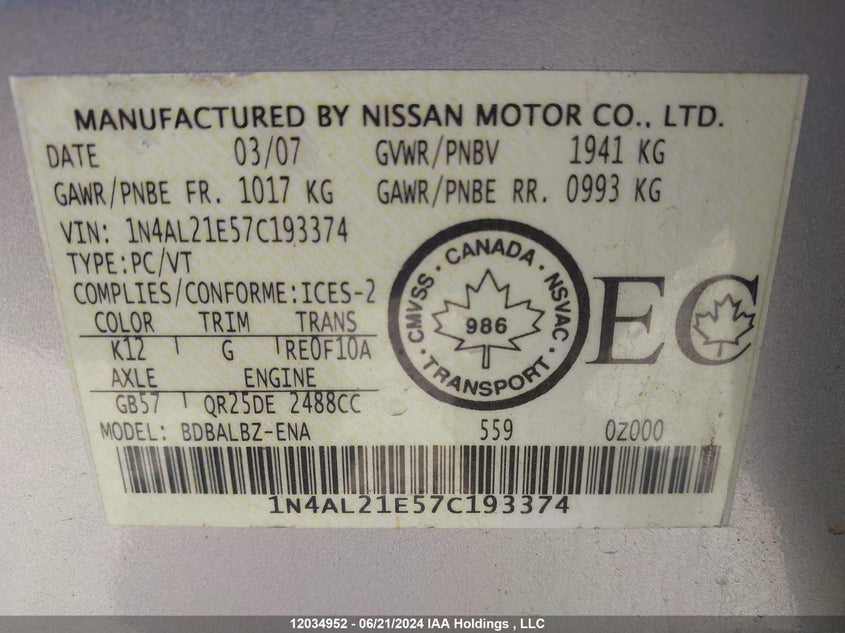 MANUFACTURED BY NISSAN MOTOR CO., LTD.
DATE 03/07 GVWR/PNBV 1941 KG
GAWR/PNBE FR. 1017 KG GAWR/PNBE RR. 0993 KG
VIN: 1N4AL21E57C193374
TYPE:PC/VT
COMPLIES/CONFORME:ICES-2
COLOR TRIM TRANS
K12 G RE0F10A
AXLE ENGINE
GB57 QR25DE 2488CC
MODEL: BDBALBZ-ENA 559 0Z000
CANADA · NSVAC · TRANSPORT · CMVSS ·
986
EC
1N4AL21E57C193374
12034952 - 06/21/2024 IAA Holdings , LLC